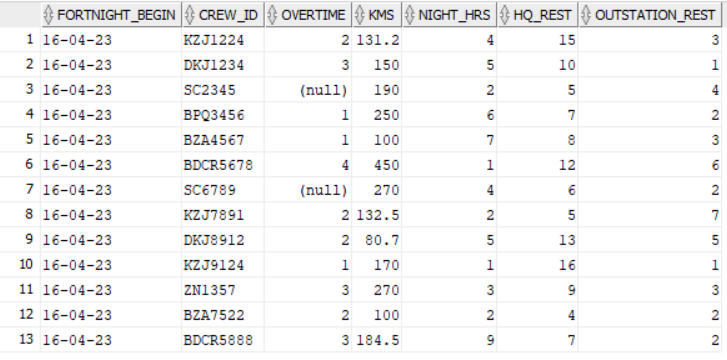 FORTNIGHT_BEGIN CREW_ID OVERTIME KMS NIGHT_HRS HQ_REST OUTSTATION_REST
1 16-04-23 KZJ1224 2 131.2 4 15 3
2 16-04-23 DKJ1234 3 150 5 10 1
3 16-04-23 SC2345 (null) 190 2 5 4
4 16-04-23 BPQ3456 1 250 6 7 2
5 16-04-23 BZA4567 1 100 7 8 3
6 16-04-23 BDCR5678 4 450 1 12 6
7 16-04-23 SC6789 (null) 270 4 6 2
8 16-04-23 KZJ7891 2 132.5 2 5 7
9 16-04-23 DKJ8912 2 80.7 5 13 5
10 16-04-23 KZJ9124 1 170 1 16 1
11 16-04-23 ZN1357 3 270 3 9 3
12 16-04-23 BZA7522 2 100 2 4 2
13 16-04-23 BDCR5888 3 184.5 9 7 2